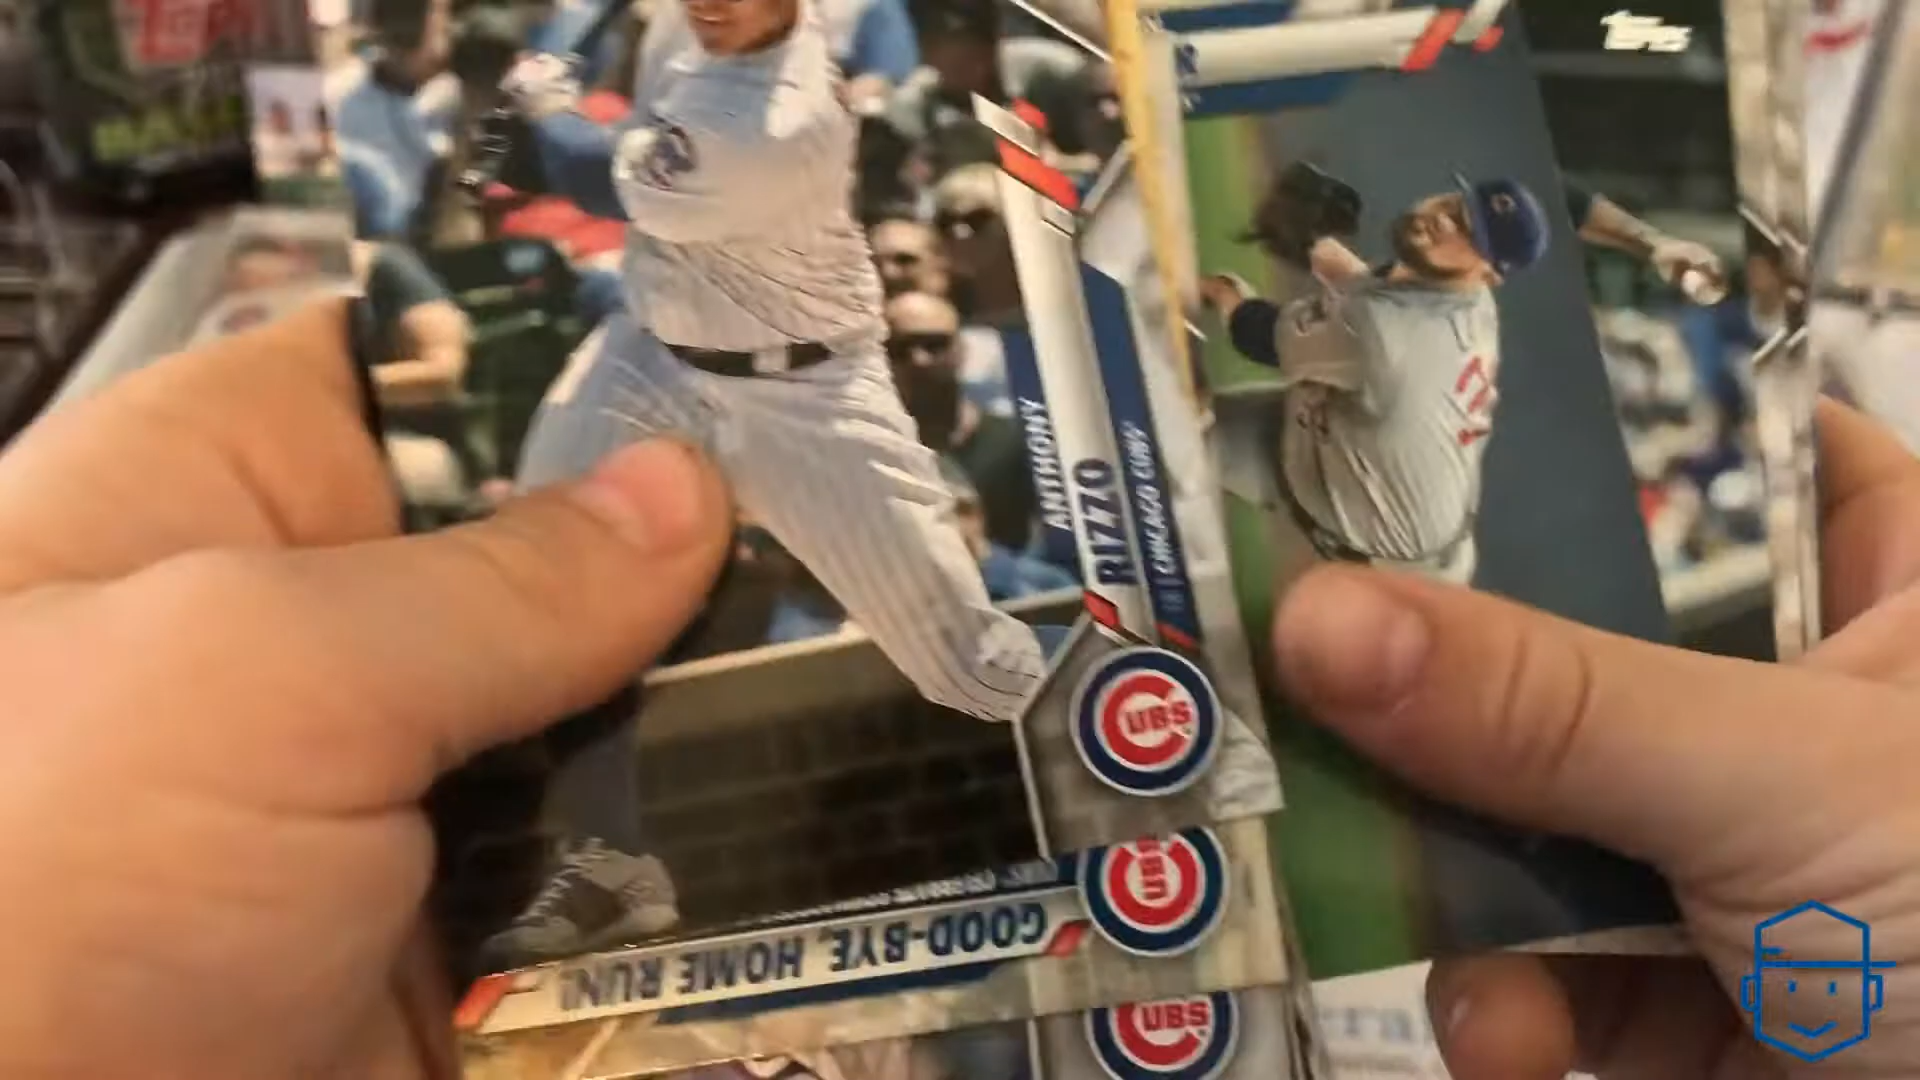 Topps
R
ANTHONY
RIZZO
CHICAGO CUBS
CUBS
CUBS
GOOD-BYE, HOME RUN!
CUBS